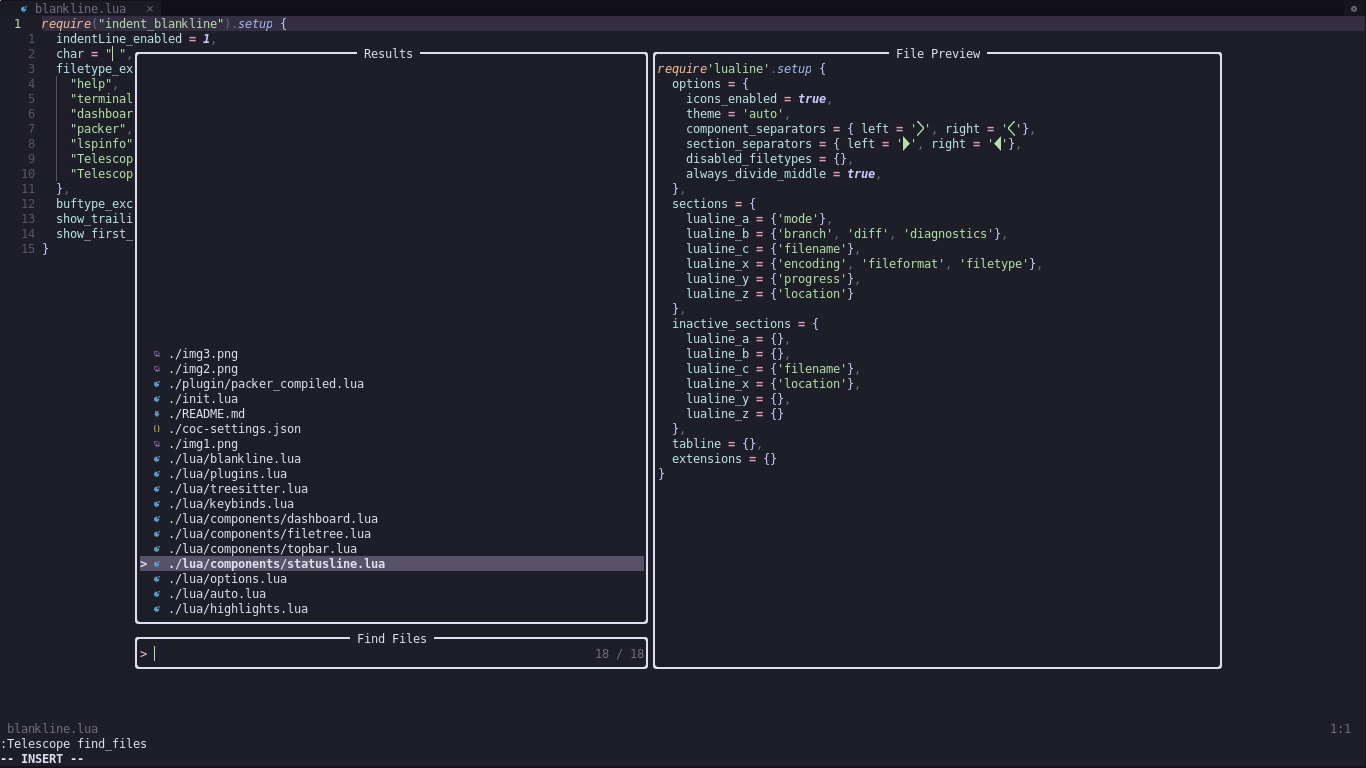 blankline.lua ×
1 require("indent_blankline").setup {
1 indentLine_enabled = 1,
2 char = "▏",
3 filetype_ex
4 "help",
5 "terminal
6 "dashboar
7 "packer",
8 "lspinfo"
9 "Telescop
10 "Telescop
11 },
12 buftype_exc
13 show_traili
14 show_first_
15 }
Results
./img3.png
./img2.png
./plugin/packer_compiled.lua
./init.lua
./README.md
./coc-settings.json
./img1.png
./lua/blankline.lua
./lua/plugins.lua
./lua/treesitter.lua
./lua/keybinds.lua
./lua/components/dashboard.lua
./lua/components/filetree.lua
./lua/components/topbar.lua
> ./lua/components/statusline.lua
./lua/options.lua
./lua/auto.lua
./lua/highlights.lua
Find Files
> 18 / 18
File Preview
require'lualine'.setup {
options = {
icons_enabled = true,
theme = 'auto',
component_separators = { left = '', right = ''},
section_separators = { left = '', right = ''},
disabled_filetypes = {},
always_divide_middle = true,
},
sections = {
lualine_a = {'mode'},
lualine_b = {'branch', 'diff', 'diagnostics'},
lualine_c = {'filename'},
lualine_x = {'encoding', 'fileformat', 'filetype'},
lualine_y = {'progress'},
lualine_z = {'location'}
},
inactive_sections = {
lualine_a = {},
lualine_b = {},
lualine_c = {'filename'},
lualine_x = {'location'},
lualine_y = {},
lualine_z = {}
},
tabline = {},
extensions = {}
}
blankline.lua 1:1
:Telescope find_files
-- INSERT --